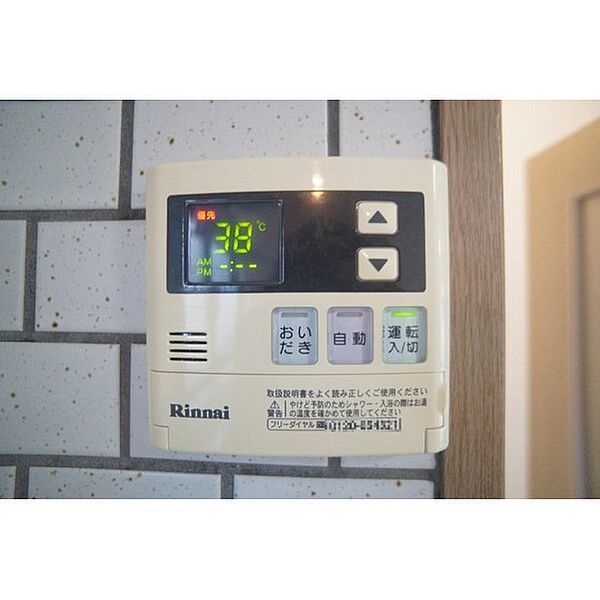 優先
38℃
AM
PM -:--
おいだき
自動
運転
入/切
取扱説明書をよく読み正しくご使用ください
⚠警告 やけど予防のためシャワー・入浴の際はお湯
の温度を確かめて使用してください
Rinnai
フリーダイヤル 0120-054321